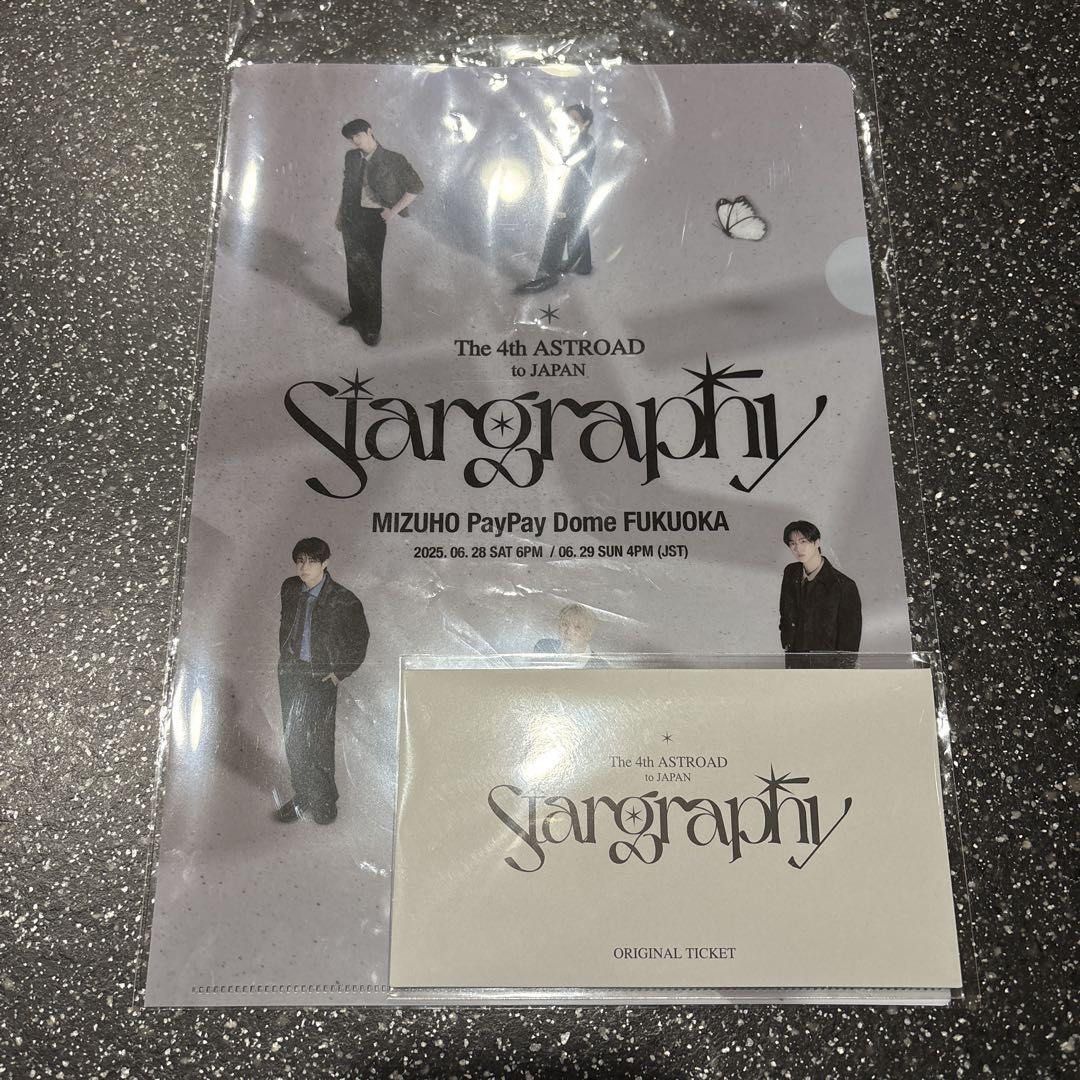 The 4th ASTROAD
to JAPAN
Stargraphy
MIZUHO PayPay Dome FUKUOKA
2025. 06. 28 SAT 6PM / 06. 29 SUN 4PM (JST)
The 4th ASTROAD
to JAPAN
Stargraphy
ORIGINAL TICKET